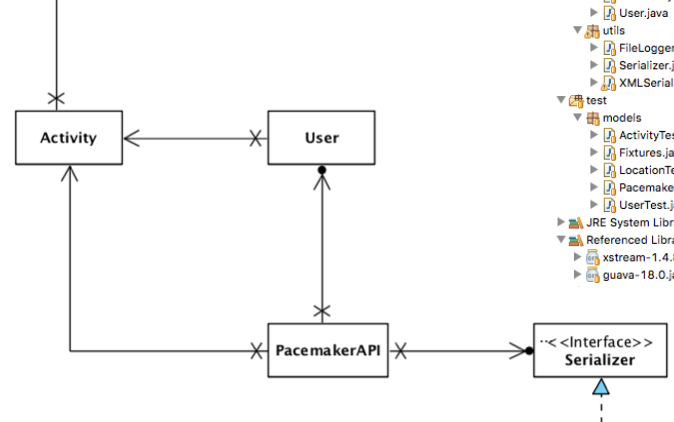 User.java
utils
FileLogger
Serializer.j
XMLSerial
test
models
ActivityTes
Fixtures.ja
LocationTe
Pacemake
UserTest.j
JRE System Libr
Referenced Libra
xstream-1.4.8
guava-18.0.ja
Activity
User
PacemakerAPI
<<Interface>>
Serializer